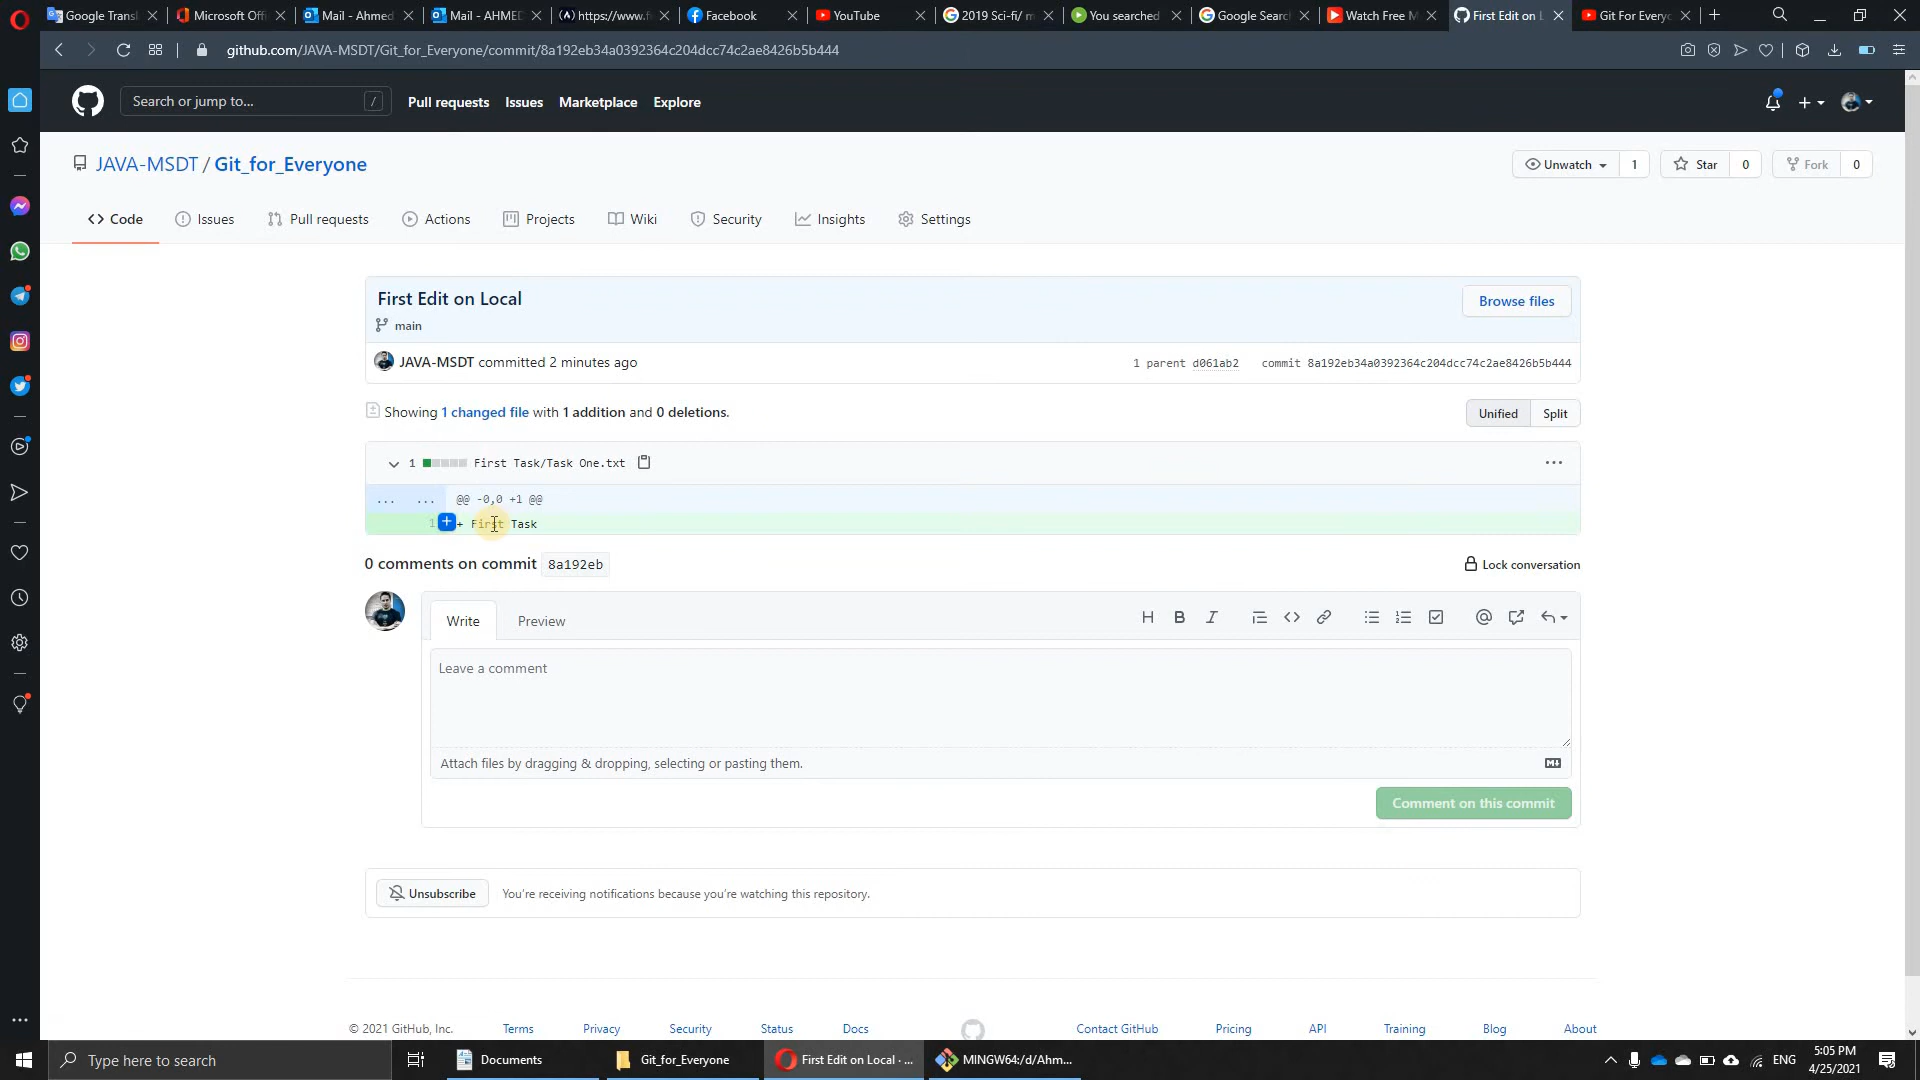 Google Transl
Microsoft Offi
Mail - Ahmed
Mail - AHMED
https://www.f
Facebook
YouTube
2019 Sci-fi/ m
You searched
Google Searc
Watch Free M
First Edit on L
Git For Everyo
github.com/JAVA-MSDT/Git_for_Everyone/commit/8a192eb34a0392364c204dcc74c2ae8426b5b444
Search or jump to...
/
Pull requests
Issues
Marketplace
Explore
JAVA-MSDT / Git_for_Everyone
Unwatch
1
Star
0
Fork
0
Code
Issues
Pull requests
Actions
Projects
Wiki
Security
Insights
Settings
First Edit on Local
Browse files
main
JAVA-MSDT committed 2 minutes ago
1 parent d061ab2 commit 8a192eb34a0392364c204dcc74c2ae8426b5b444
Showing 1 changed file with 1 addition and 0 deletions.
Unified
Split
1
First Task/Task One.txt
...
... ... @@ -0,0 +1 @@
1 + + First Task
0 comments on commit 8a192eb
Lock conversation
Write
Preview
H B I
Leave a comment
Attach files by dragging & dropping, selecting or pasting them.
Comment on this commit
Unsubscribe
You're receiving notifications because you're watching this repository.
© 2021 GitHub, Inc.
Terms
Privacy
Security
Status
Docs
Contact GitHub
Pricing
API
Training
Blog
About
Type here to search
Documents
Git_for_Everyone
First Edit on Local · ...
MINGW64:/d/Ahm...
ENG
5:05 PM
4/25/2021